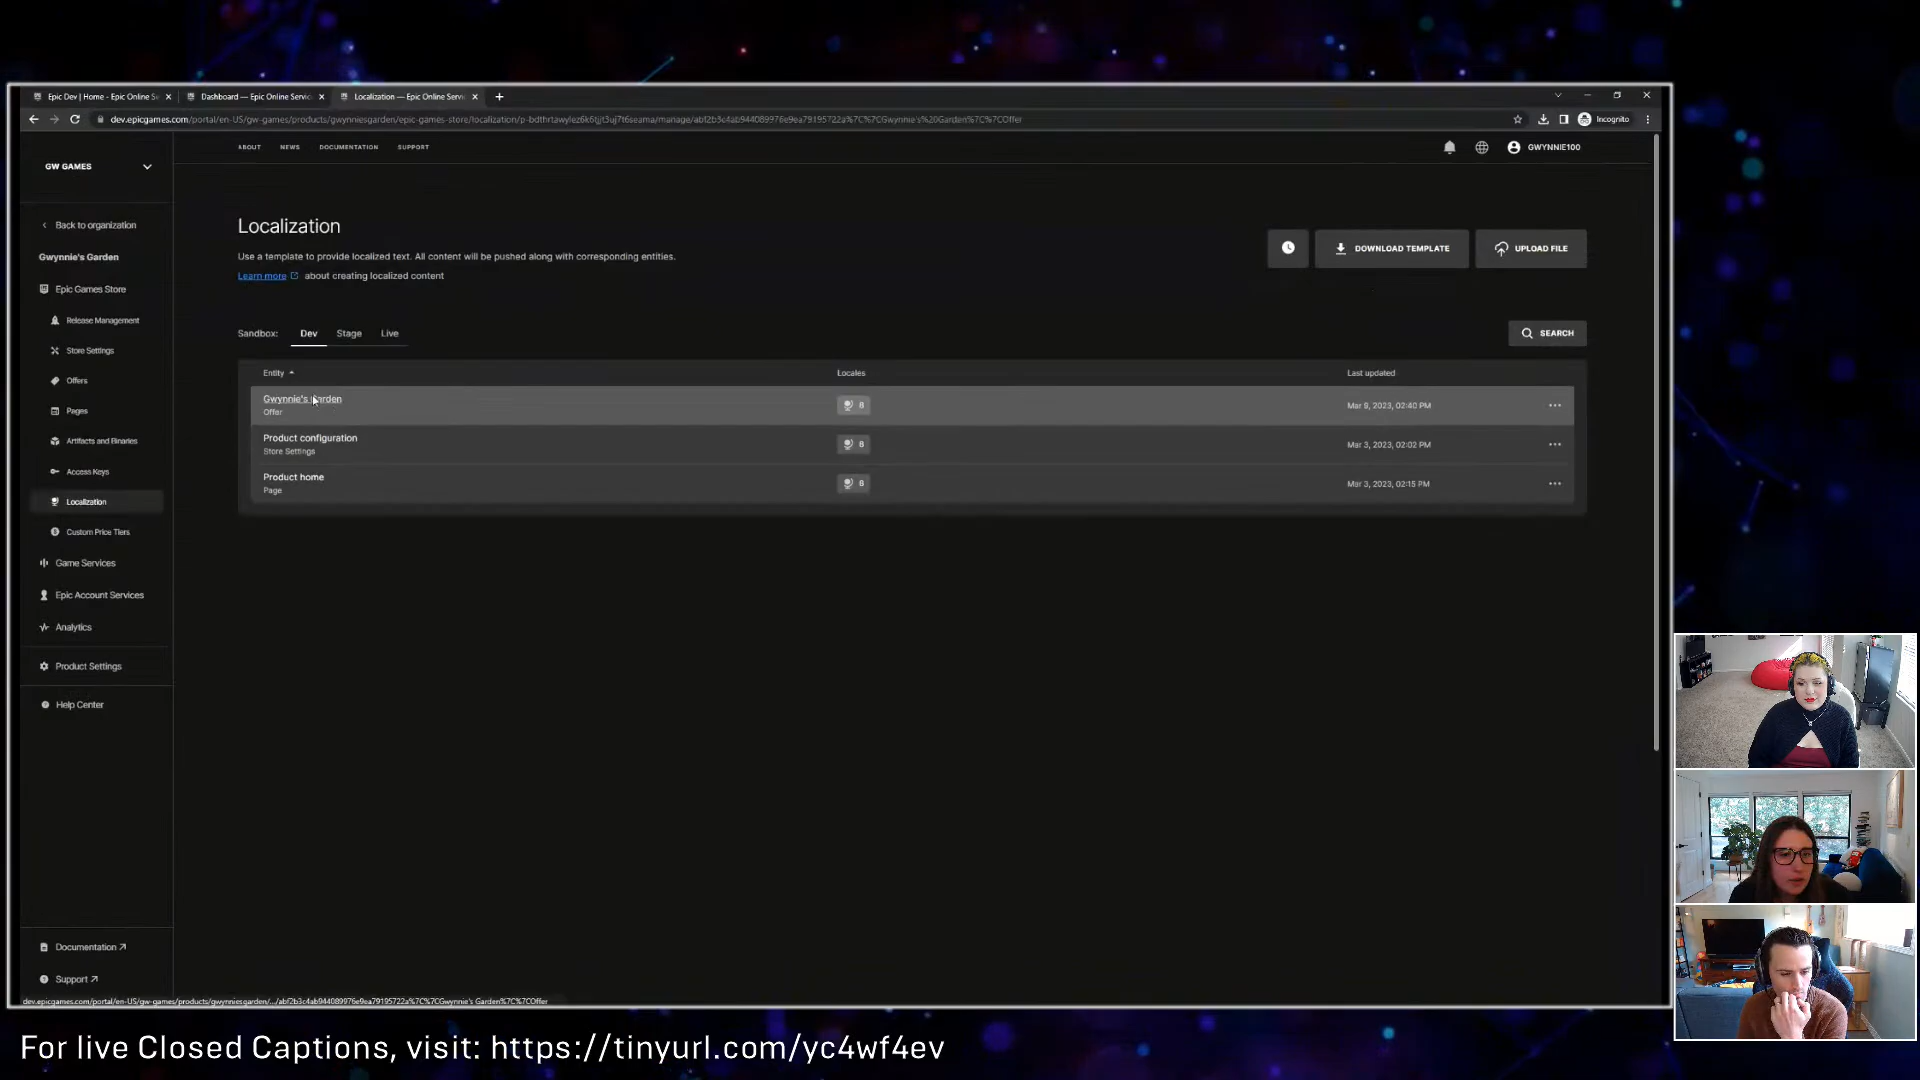 Epic Dev | Home - Epic Online Se
Dashboard — Epic Online Service
Localization — Epic Online Servic
Incognito
GW GAMES
ABOUT
NEWS
DOCUMENTATION
SUPPORT
GWYNNIE100
Back to organization
Gwynnie's Garden
Epic Games Store
Release Management
Store Settings
Offers
Pages
Artifacts and Binaries
Access Keys
Localization
Custom Price Tiers
Game Services
Epic Account Services
Analytics
Product Settings
Help Center
Documentation
Support
Localization
Use a template to provide localized text. All content will be pushed along with corresponding entities.
Learn more about creating localized content
DOWNLOAD TEMPLATE
UPLOAD FILE
Sandbox: Dev Stage Live
SEARCH
Entity Locales Last updated
Gwynnie's Garden
Offer
8
Mar 9, 2023, 02:40 PM
Product configuration
Store Settings
8
Mar 3, 2023, 02:02 PM
Product home
Page
8
Mar 3, 2023, 02:15 PM
For live Closed Captions, visit: https://tinyurl.com/yc4wf4ev